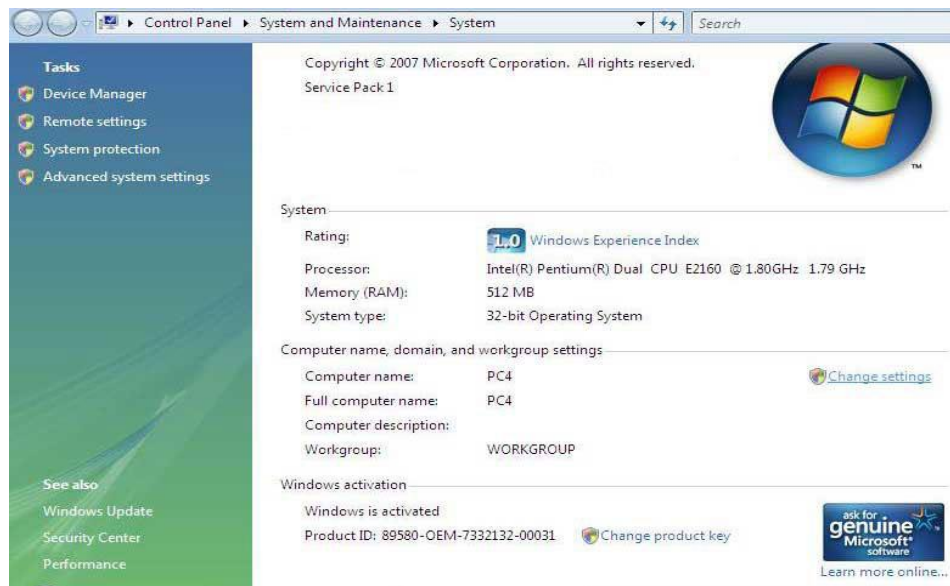 Control Panel ▸ System and Maintenance ▸ System
Search
Tasks
Device Manager
Remote settings
System protection
Advanced system settings
See also
Windows Update
Security Center
Performance
Copyright © 2007 Microsoft Corporation. All rights reserved.
Service Pack 1
TM
System
Rating: 1.0 Windows Experience Index
Processor: Intel(R) Pentium(R) Dual CPU E2160 @ 1.80GHz 1.79 GHz
Memory (RAM): 512 MB
System type: 32-bit Operating System
Computer name, domain, and workgroup settings
Computer name: PC4 Change settings
Full computer name: PC4
Computer description:
Workgroup: WORKGROUP
Windows activation
Windows is activated
Product ID: 89580-OEM-7332132-00031 Change product key
ask for
genuine
Microsoft
software
Learn more online...